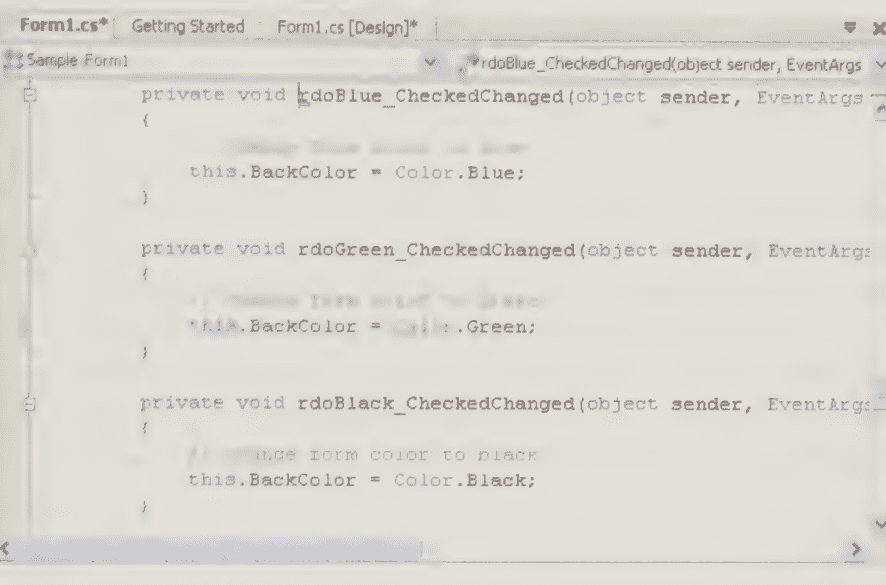 Form1.cs* Getting Started Form1.cs [Design]*
Sample Form1 rdoBlue_CheckedChanged(object sender, EventArgs
private void rdoBlue_CheckedChanged(object sender, EventArgs
{
this.BackColor = Color.Blue;
}
private void rdoGreen_CheckedChanged(object sender, EventArgs
{
// form
this.BackColor = .Green;
}
private void rdoBlack_CheckedChanged(object sender, EventArgs
{
// form color to black
this.BackColor = Color.Black;
}